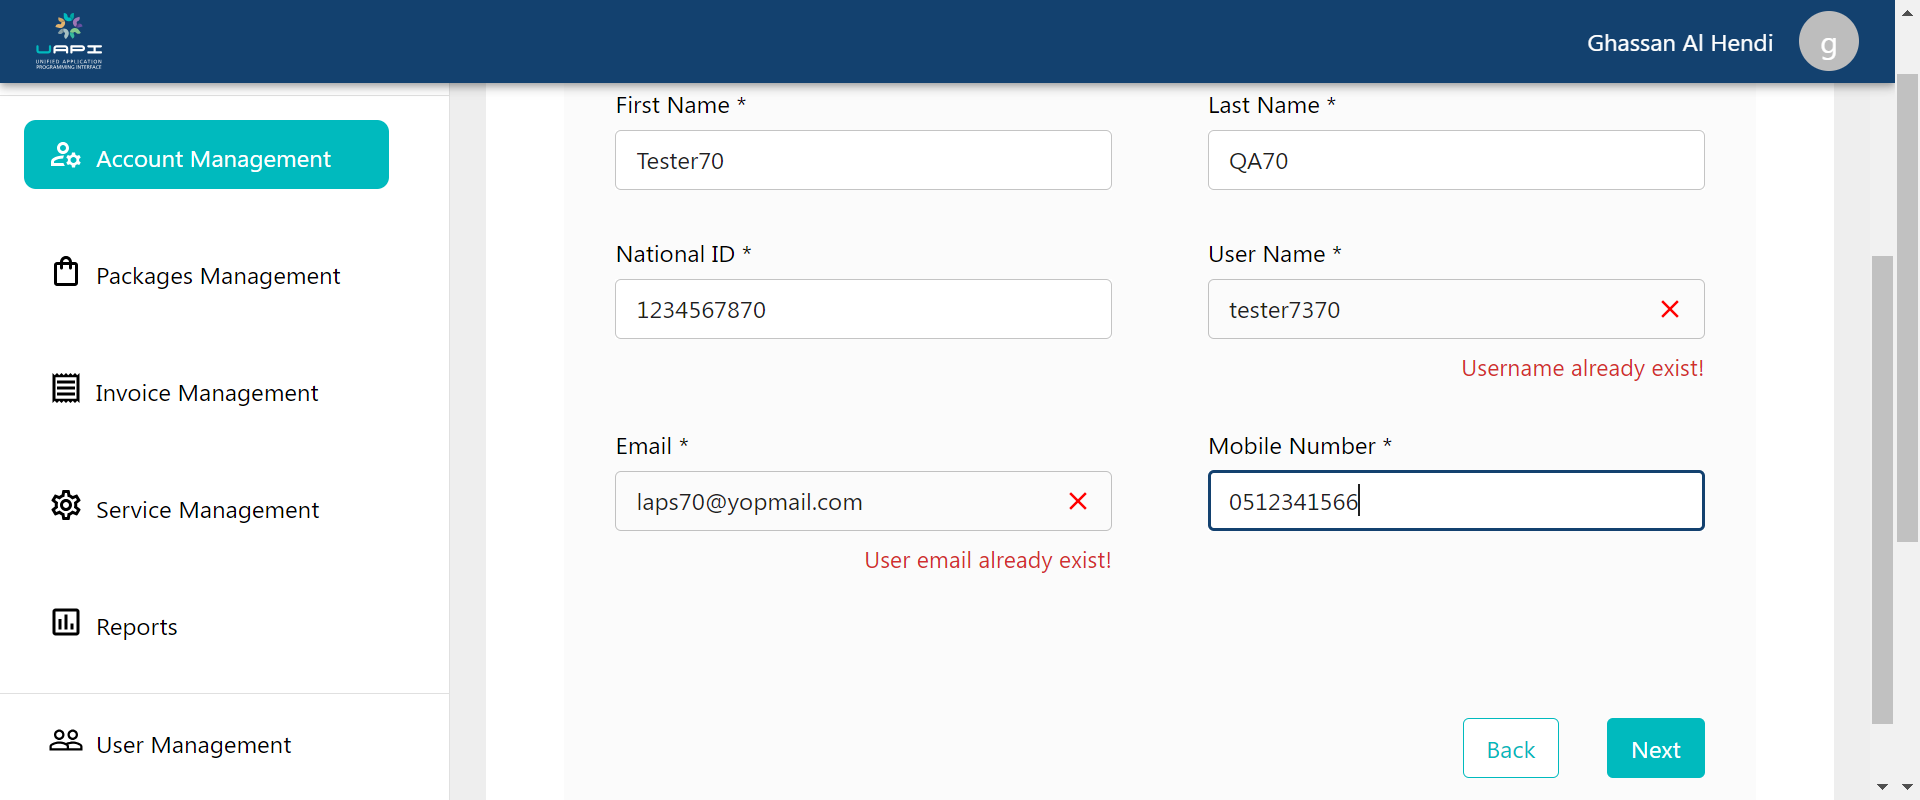 UAPI
UNIFIED APPLICATION
PROGRAMMING INTERFACE
Ghassan Al Hendi
g
Account Management
Packages Management
Invoice Management
Service Management
Reports
User Management
First Name *
Last Name *
Tester70
QA70
National ID *
User Name *
1234567870
tester7370
Username already exist!
Email *
Mobile Number *
laps70@yopmail.com
0512341566
User email already exist!
Back
Next